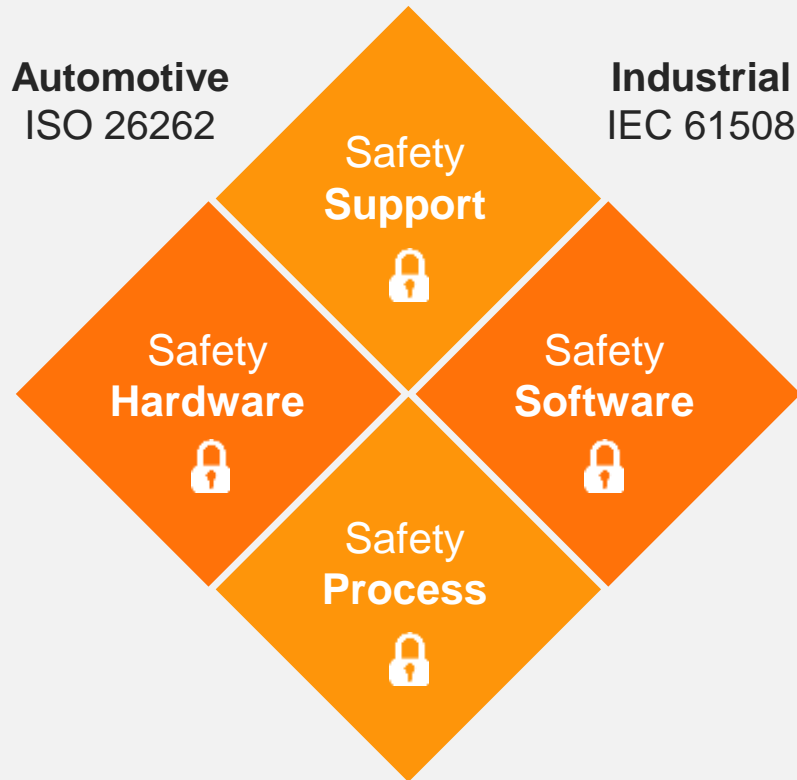 Automotive
ISO 26262
Industrial
IEC 61508
Safety
Support
Safety
Hardware
Safety
Software
Safety
Process